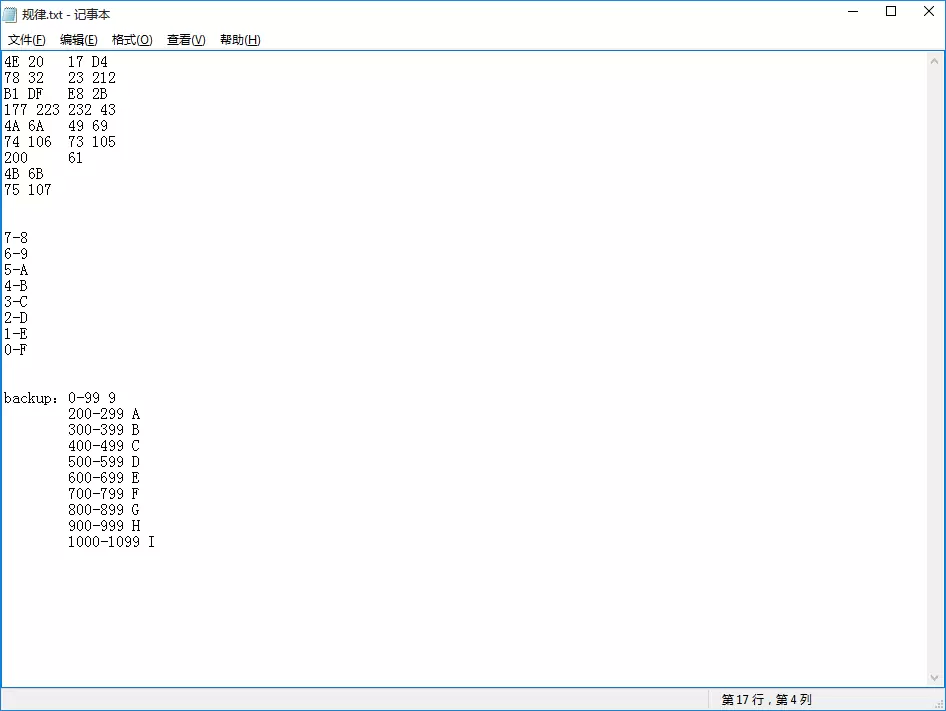 规律.txt - 记事本
文件(F) 编辑(E) 格式(O) 查看(V) 帮助(H)
4E 20   17 D4
78 32   23 212
B1 DF   E8 2B
177 223 232 43
4A 6A   49 69
74 106  73 105
200     61
4B 6B
75 107
7-8
6-9
5-A
4-B
3-C
2-D
1-E
0-F
backup: 0-99 9
200-299 A
300-399 B
400-499 C
500-599 D
600-699 E
700-799 F
800-899 G
900-999 H
1000-1099 I
第 17 行，第 4 列